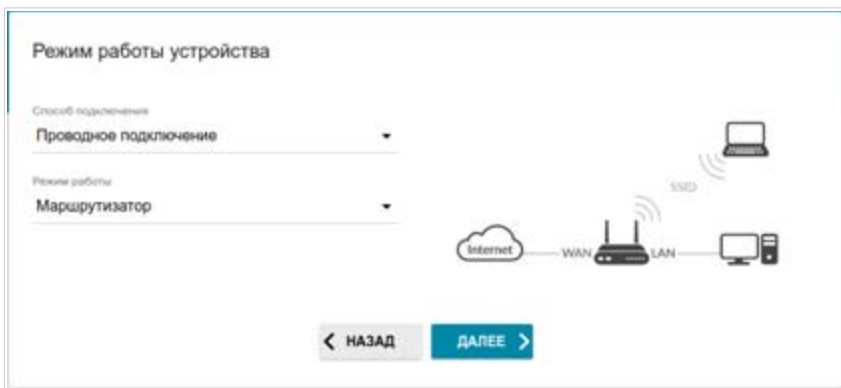 Режим работы устройства
Способ подключения
Проводное подключение
Режим работы
Маршрутизатор
SSID
Internet
WAN
LAN
НАЗАД
ДАЛЕЕ